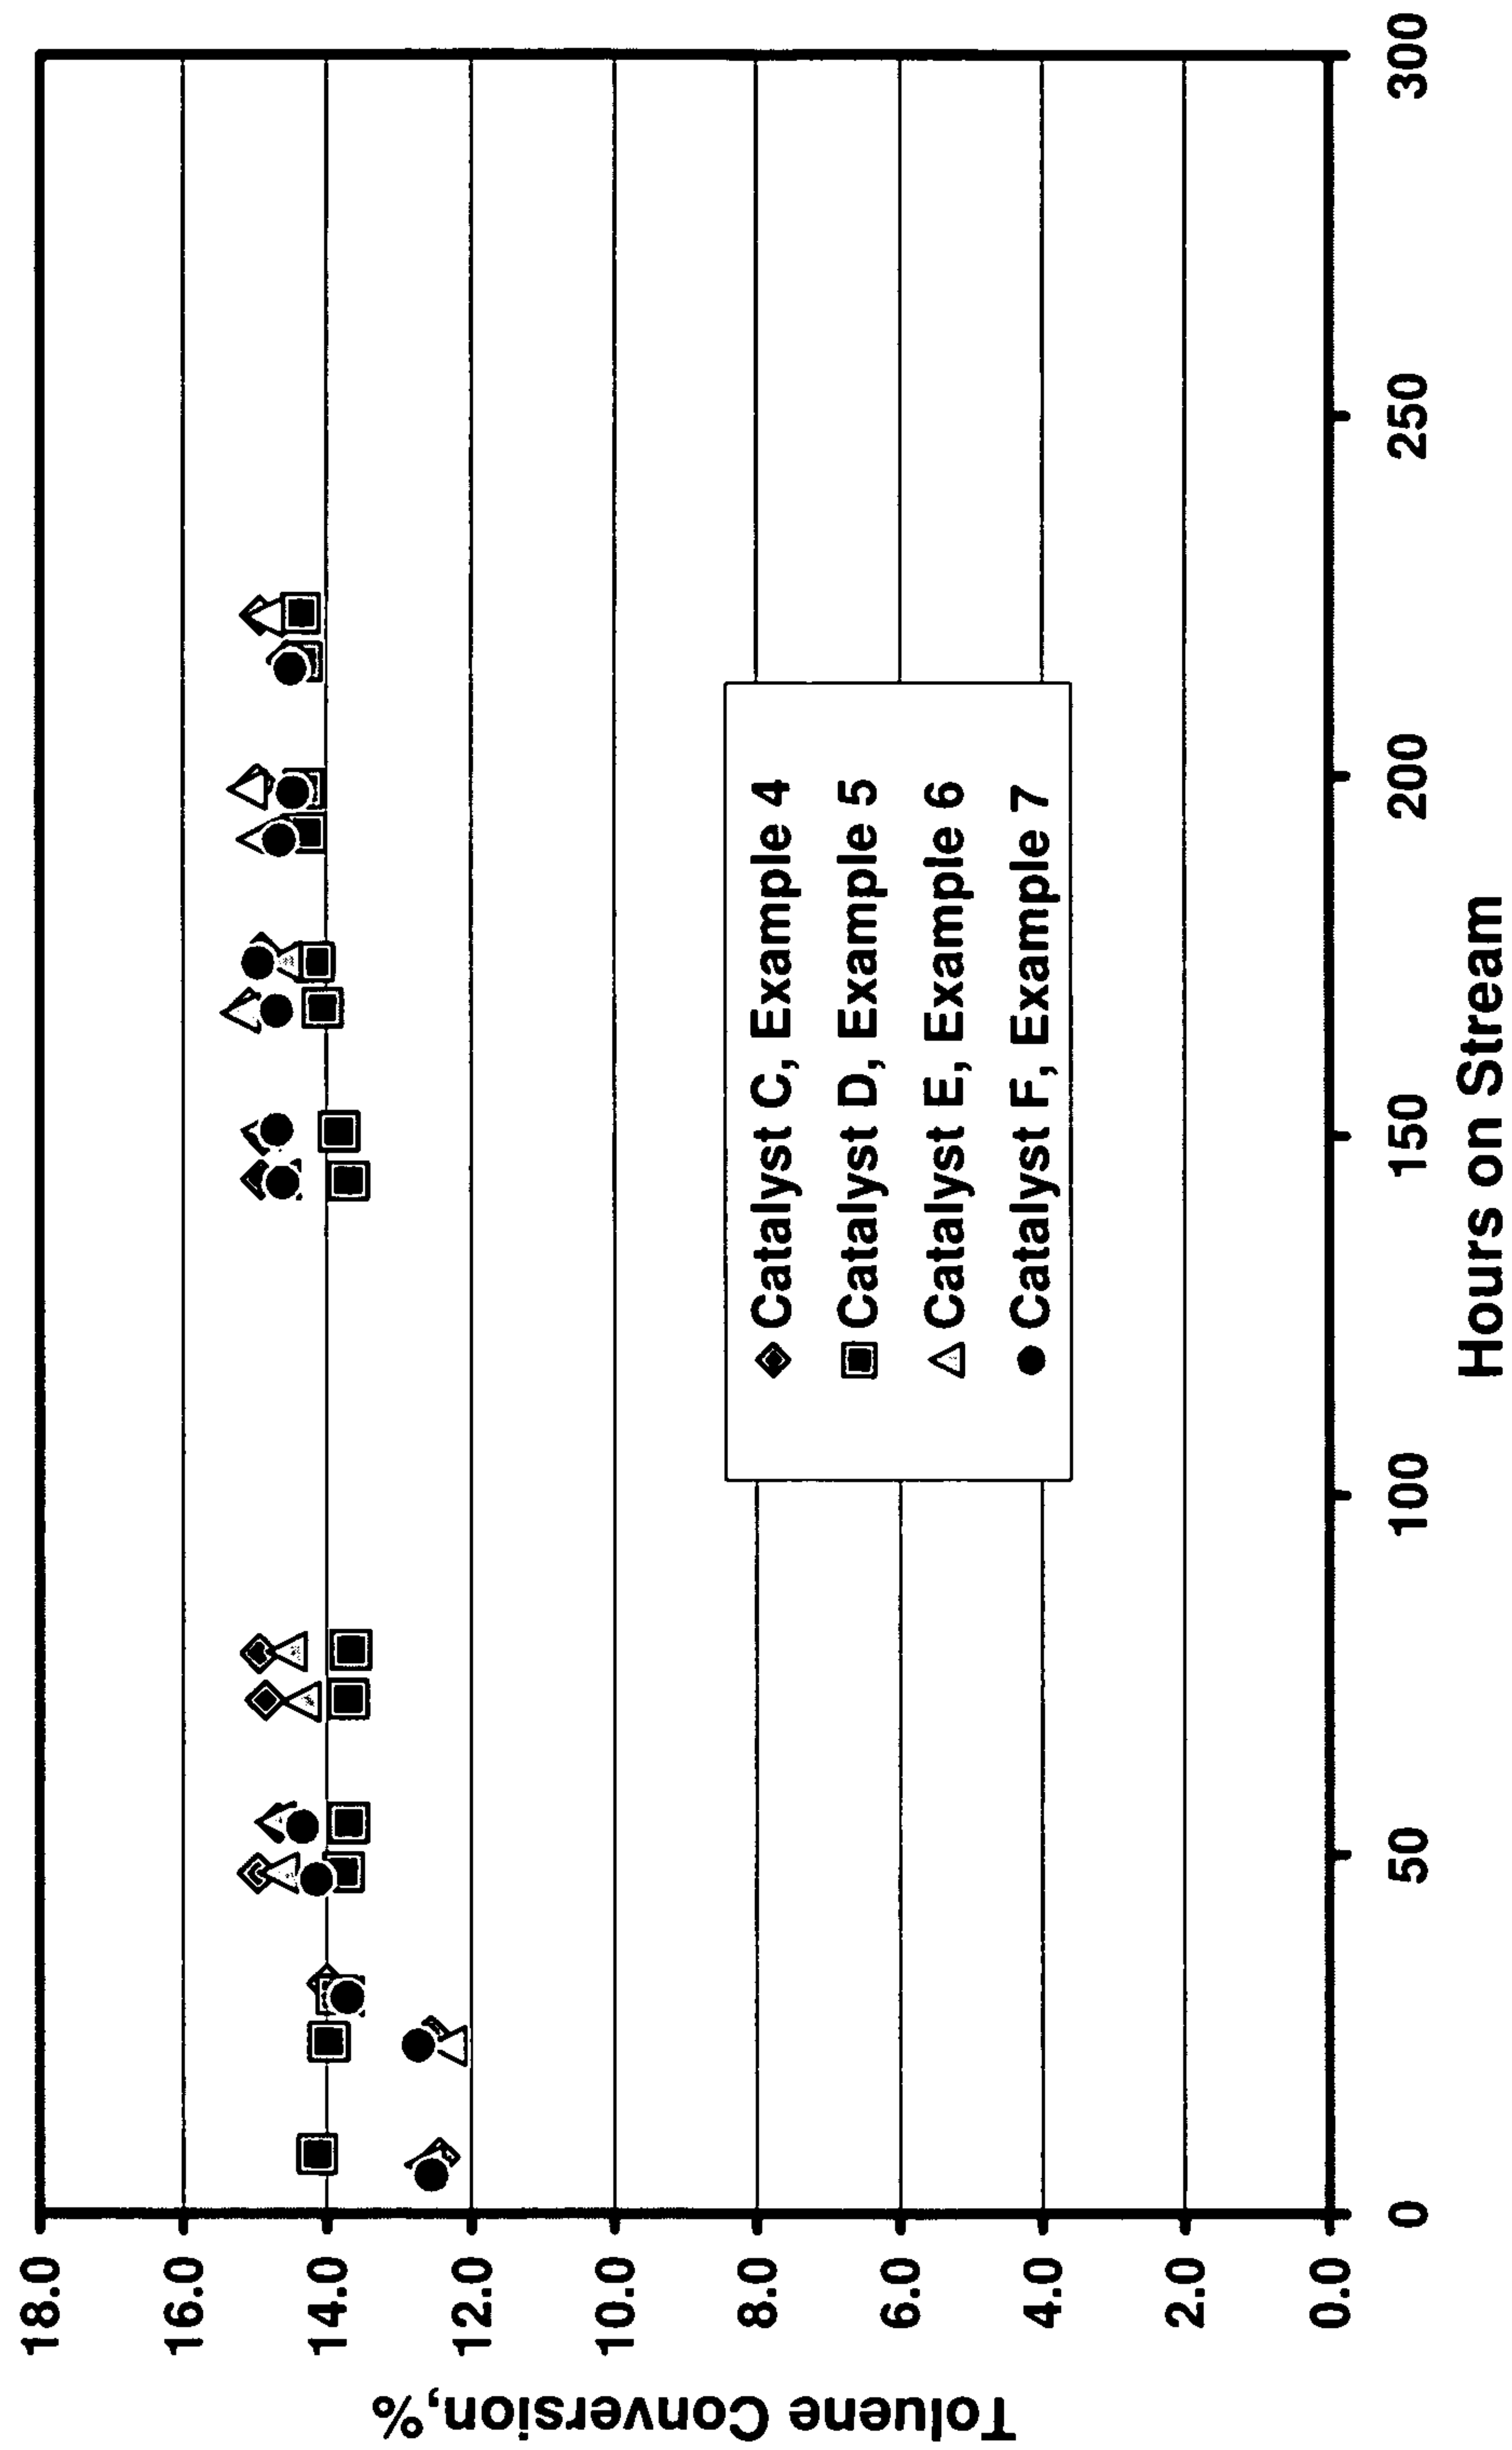 Toluene Conversion,%
18.0
16.0
14.0
12.0
10.0
8.0
6.0
4.0
2.0
0.0
Catalyst C, Example 4
Catalyst D, Example 5
Catalyst E, Example 6
Catalyst F, Example 7
0
50
100
150
200
250
300
Hours on Stream